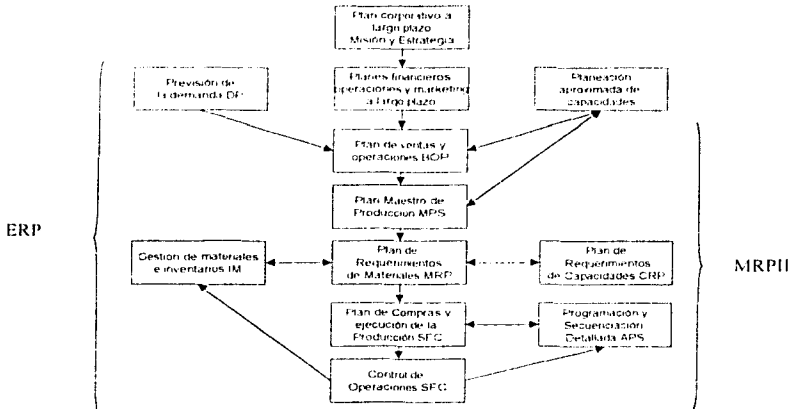 Plan corporativo a
largo plazo
Misión y Estrategia
Previsión de
la demanda DP
Planes financieros
operaciones y marketing
a largo plazo
Planeación
aproximada de
capacidades
Plan de ventas y
operaciones BOP
Plan Maestro de
Producción MPS
ERP
Gestión de materiales
e inventarios IM
Plan de
Requerimientos
de Materiales MRP
Plan de
Requerimientos
de Capacidades CRP
MRPII
Plan de Compras y
ejecución de la
Producción SFC
Programación y
Secuenciación
Detallada APS
Control de
Operaciones SFC